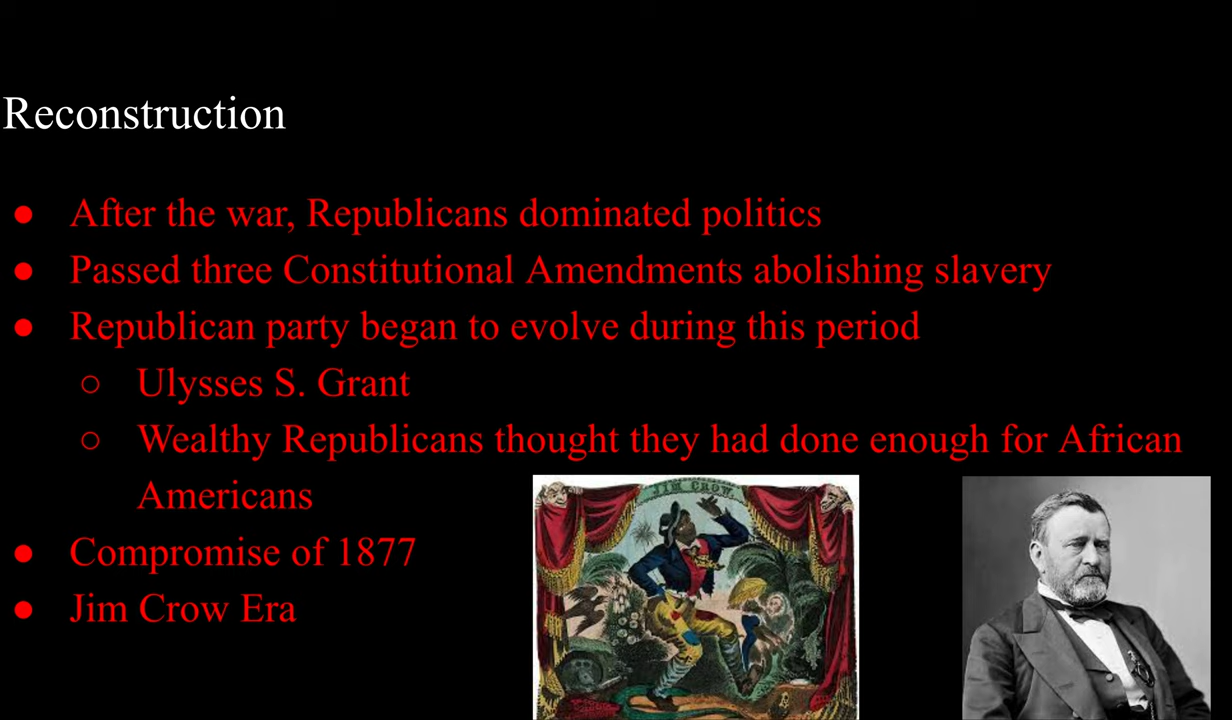 Reconstruction
● After the war, Republicans dominated politics
● Passed three Constitutional Amendments abolishing slavery
● Republican party began to evolve during this period
○ Ulysses S. Grant
○ Wealthy Republicans thought they had done enough for African
Americans
● Compromise of 1877
● Jim Crow Era
JIM CROW.